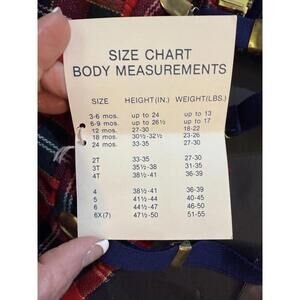 SIZE CHART
BODY MEASUREMENTS
SIZE HEIGHT(IN.) WEIGHT(LBS.)
3-6 mos. up to 24 up to 13
6-9 mos. up to 26½ up to 17
12 mos. 27-30 18-22
18 mos. 30½-32½ 23-26
24 mos. 33-35 27-30
2T 33-35 27-30
3T 35½-38 31-35
4T 38½-41 36-39
4 38½-41 36-39
5 41½-44 40-45
6 44½-47 46-50
6X(7) 47½-50 51-55